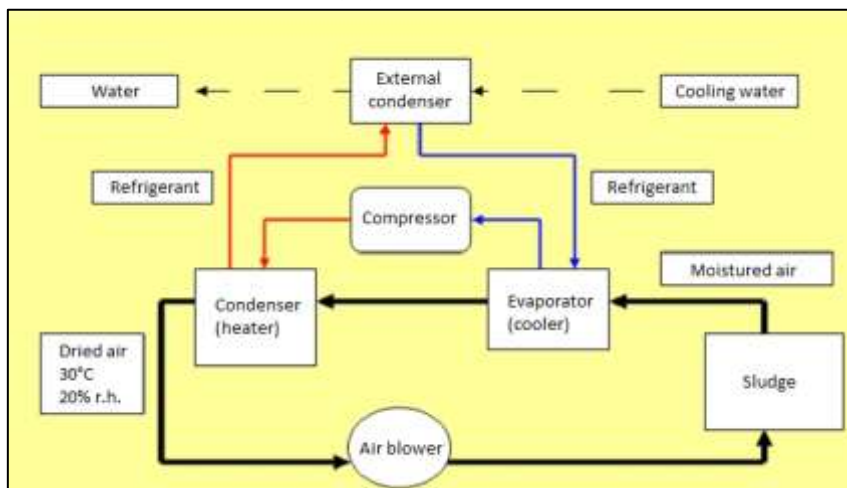 External
condenser
Water
Cooling water
Refrigerant
Refrigerant
Compressor
Moistured air
Condenser
(heater)
Evaporator
(cooler)
Dried air
30°C
20% r.h.
Sludge
Air blower